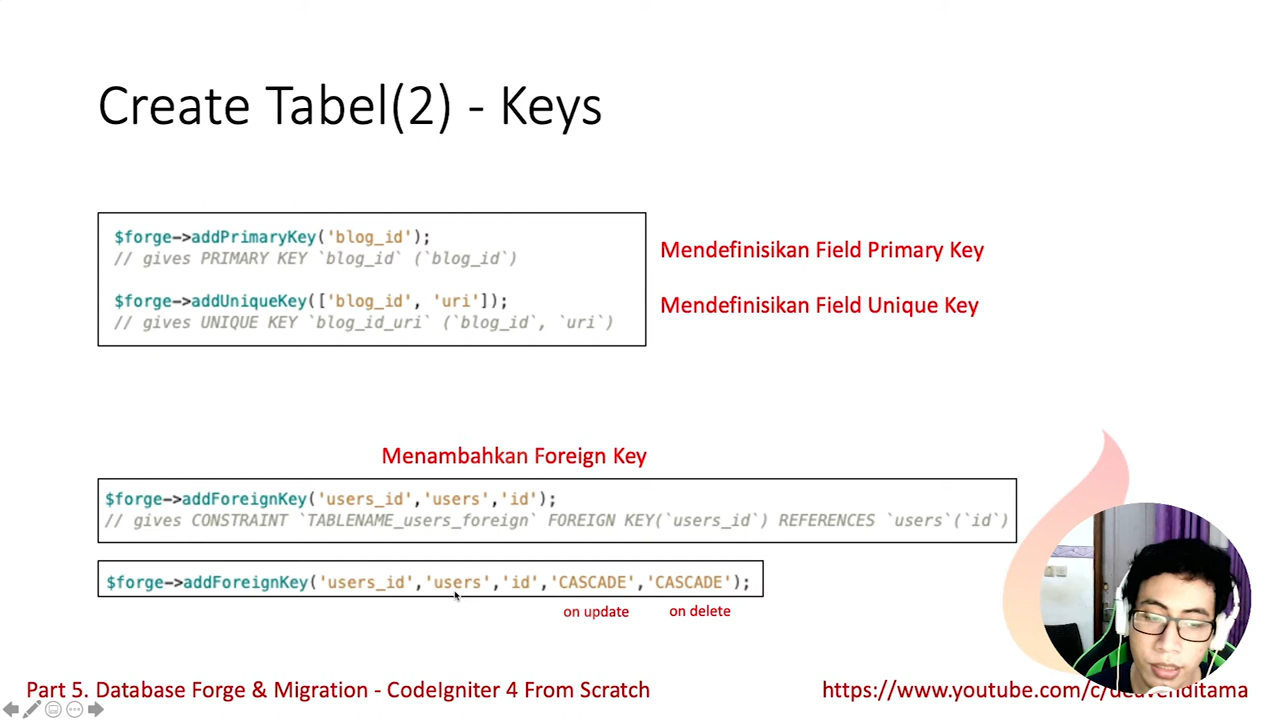 Create Tabel(2) - Keys
$forge->addPrimaryKey('blog_id');
// gives PRIMARY KEY `blog_id` (`blog_id`)
Mendefinisikan Field Primary Key
$forge->addUniqueKey(['blog_id', 'uri']);
// gives UNIQUE KEY `blog_id_uri` (`blog_id`, `uri`)
Mendefinisikan Field Unique Key
Menambahkan Foreign Key
$forge->addForeignKey('users_id','users','id');
// gives CONSTRAINT `TABLENAME_users_foreign` FOREIGN KEY(`users_id`) REFERENCES `users`(`id`)
$forge->addForeignKey('users_id','users','id','CASCADE','CASCADE');
on update
on delete
Part 5. Database Forge & Migration - CodeIgniter 4 From Scratch
https://www.youtube.com/c/deavenditama